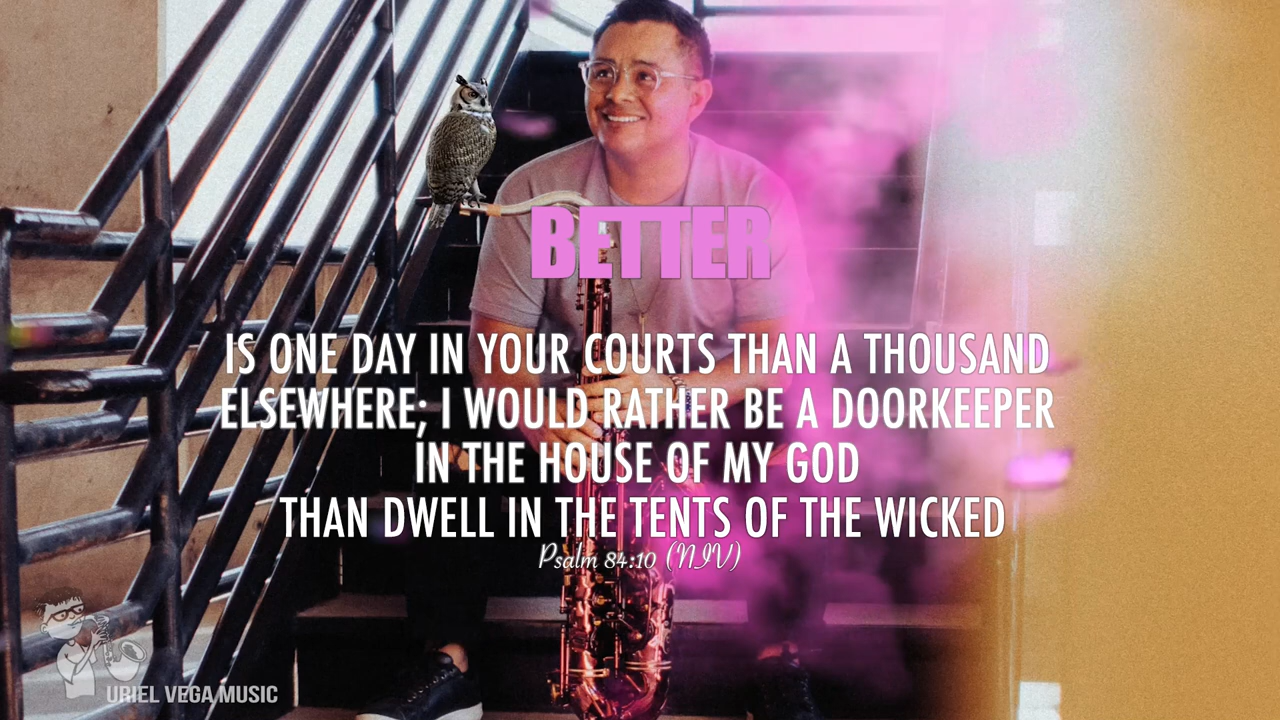 BETTER
IS ONE DAY IN YOUR COURTS THAN A THOUSAND
ELSEWHERE; I WOULD RATHER BE A DOORKEEPER
IN THE HOUSE OF MY GOD
THAN DWELL IN THE TENTS OF THE WICKED
Psalm 84:10 (NIV)
URIEL VEGA MUSIC